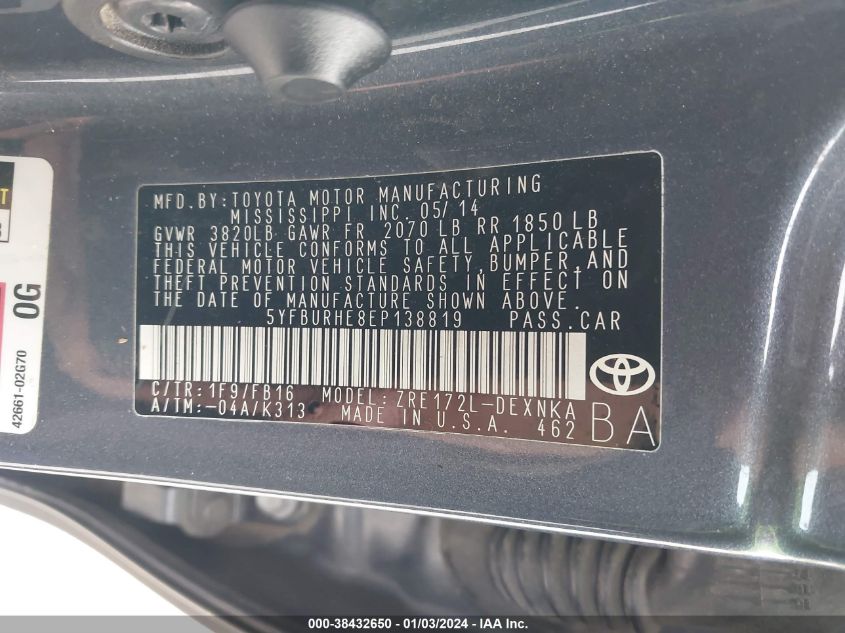 MFD. BY: TOYOTA MOTOR MANUFACTURING
MISSISSIPPI INC. 05/14
GVWR 3820LB GAWR FR 2070 LB RR 1850 LB
THIS VEHICLE CONFORMS TO ALL APPLICABLE
FEDERAL MOTOR VEHICLE SAFETY, BUMPER, AND
THEFT PREVENTION STANDARDS IN EFFECT ON
THE DATE OF MANUFACTURE SHOWN ABOVE.
5YFBURHE8EP138819 PASS. CAR
C/TR: 1F9/FB16 MODEL: ZRE172L-DEXNKA
A/TM: -04A/K313 MADE IN U.S.A. 462
BA
0G
42661-02G70
000-38432650 - 01/03/2024 - © IAA, Inc.